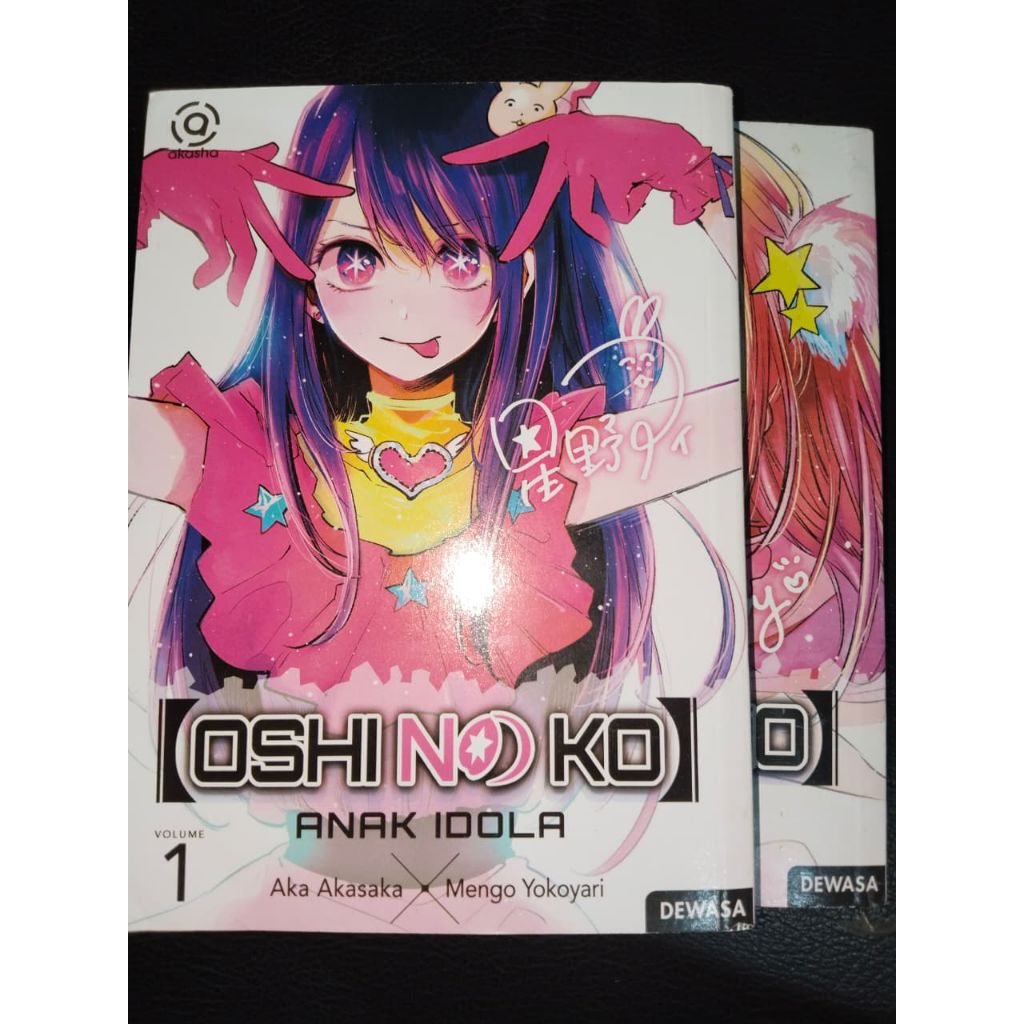 akasha
星野アイ
【OSHI NO KO】
ANAK IDOLA
VOLUME
1
Aka Akasaka × Mengo Yokoyari
DEWASA
y
O】
DEWASA